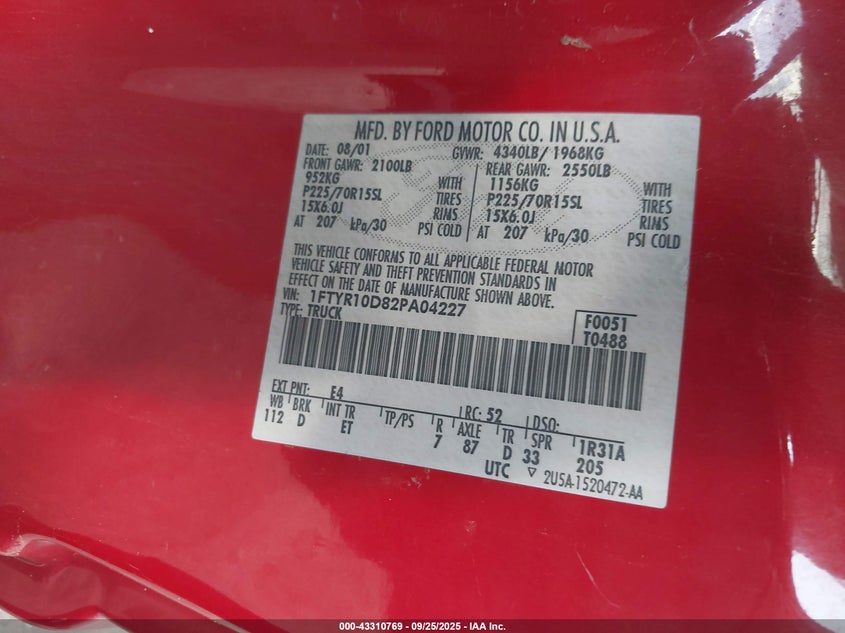 MFD. BY FORD MOTOR CO. IN U.S.A.
DATE: 08/01 GVWR: 4340LB/ 1968KG
FRONT GAWR: 2100LB REAR GAWR: 2550LB
952KG WITH 1156KG WITH
P225/70R15SL TIRES P225/70R15SL TIRES
15X6.0J RIMS 15X6.0J RIMS
AT 207 kPa/30 PSI COLD AT 207 kPa/30 PSI COLD
THIS VEHICLE CONFORMS TO ALL APPLICABLE FEDERAL MOTOR
VEHICLE SAFETY AND THEFT PREVENTION STANDARDS IN
EFFECT ON THE DATE OF MANUFACTURE SHOWN ABOVE.
VIN: 1FTYR10D82PA04227 F0051
TYPE: TRUCK T0488
EXT PNT: E4 RC: 52 DSO:
WB BRK INT TR TP/PS R AXLE TR SPR 1R31A
112 D ET 7 87 D 33 205
UTC ▽ 2U5A-1520472-AA
000-43310769 - 09/25/2025 - IAA Inc.